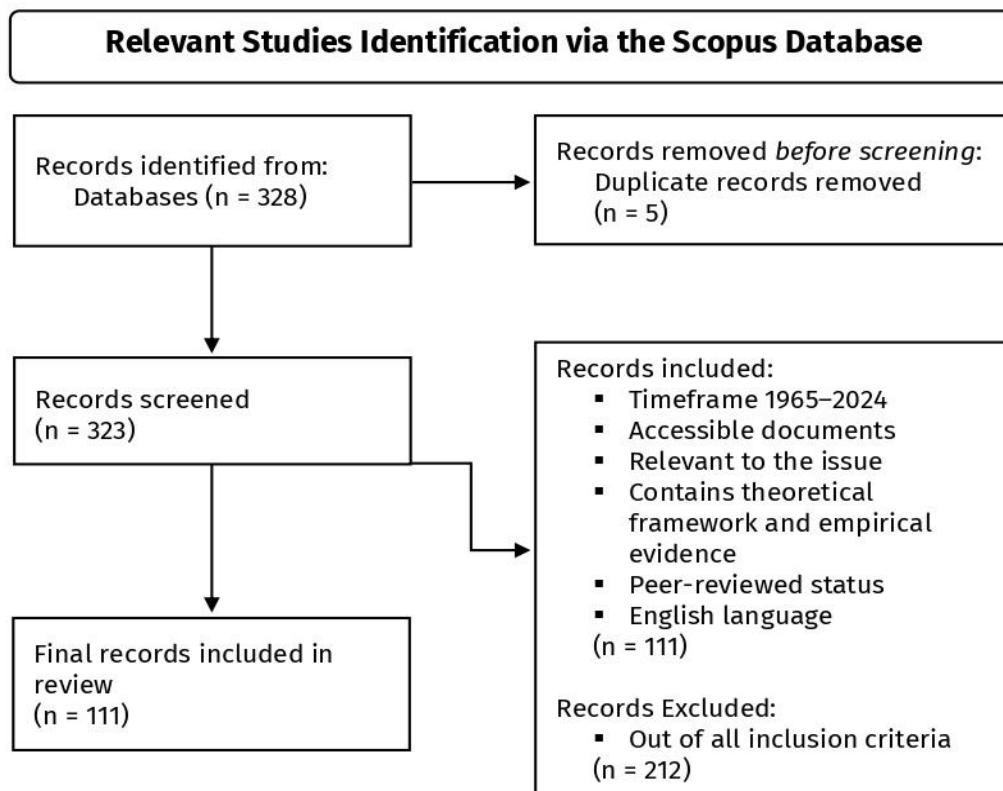 Relevant Studies Identification via the Scopus Database
Records identified from:
Databases (n = 328)
Records removed before screening:
Duplicate records removed
(n = 5)
Records screened
(n = 323)
Records included:
▪ Timeframe 1965–2024
▪ Accessible documents
▪ Relevant to the issue
▪ Contains theoretical
framework and empirical
evidence
▪ Peer-reviewed status
▪ English language
(n = 111)
Records Excluded:
▪ Out of all inclusion criteria
(n = 212)
Final records included in
review
(n = 111)